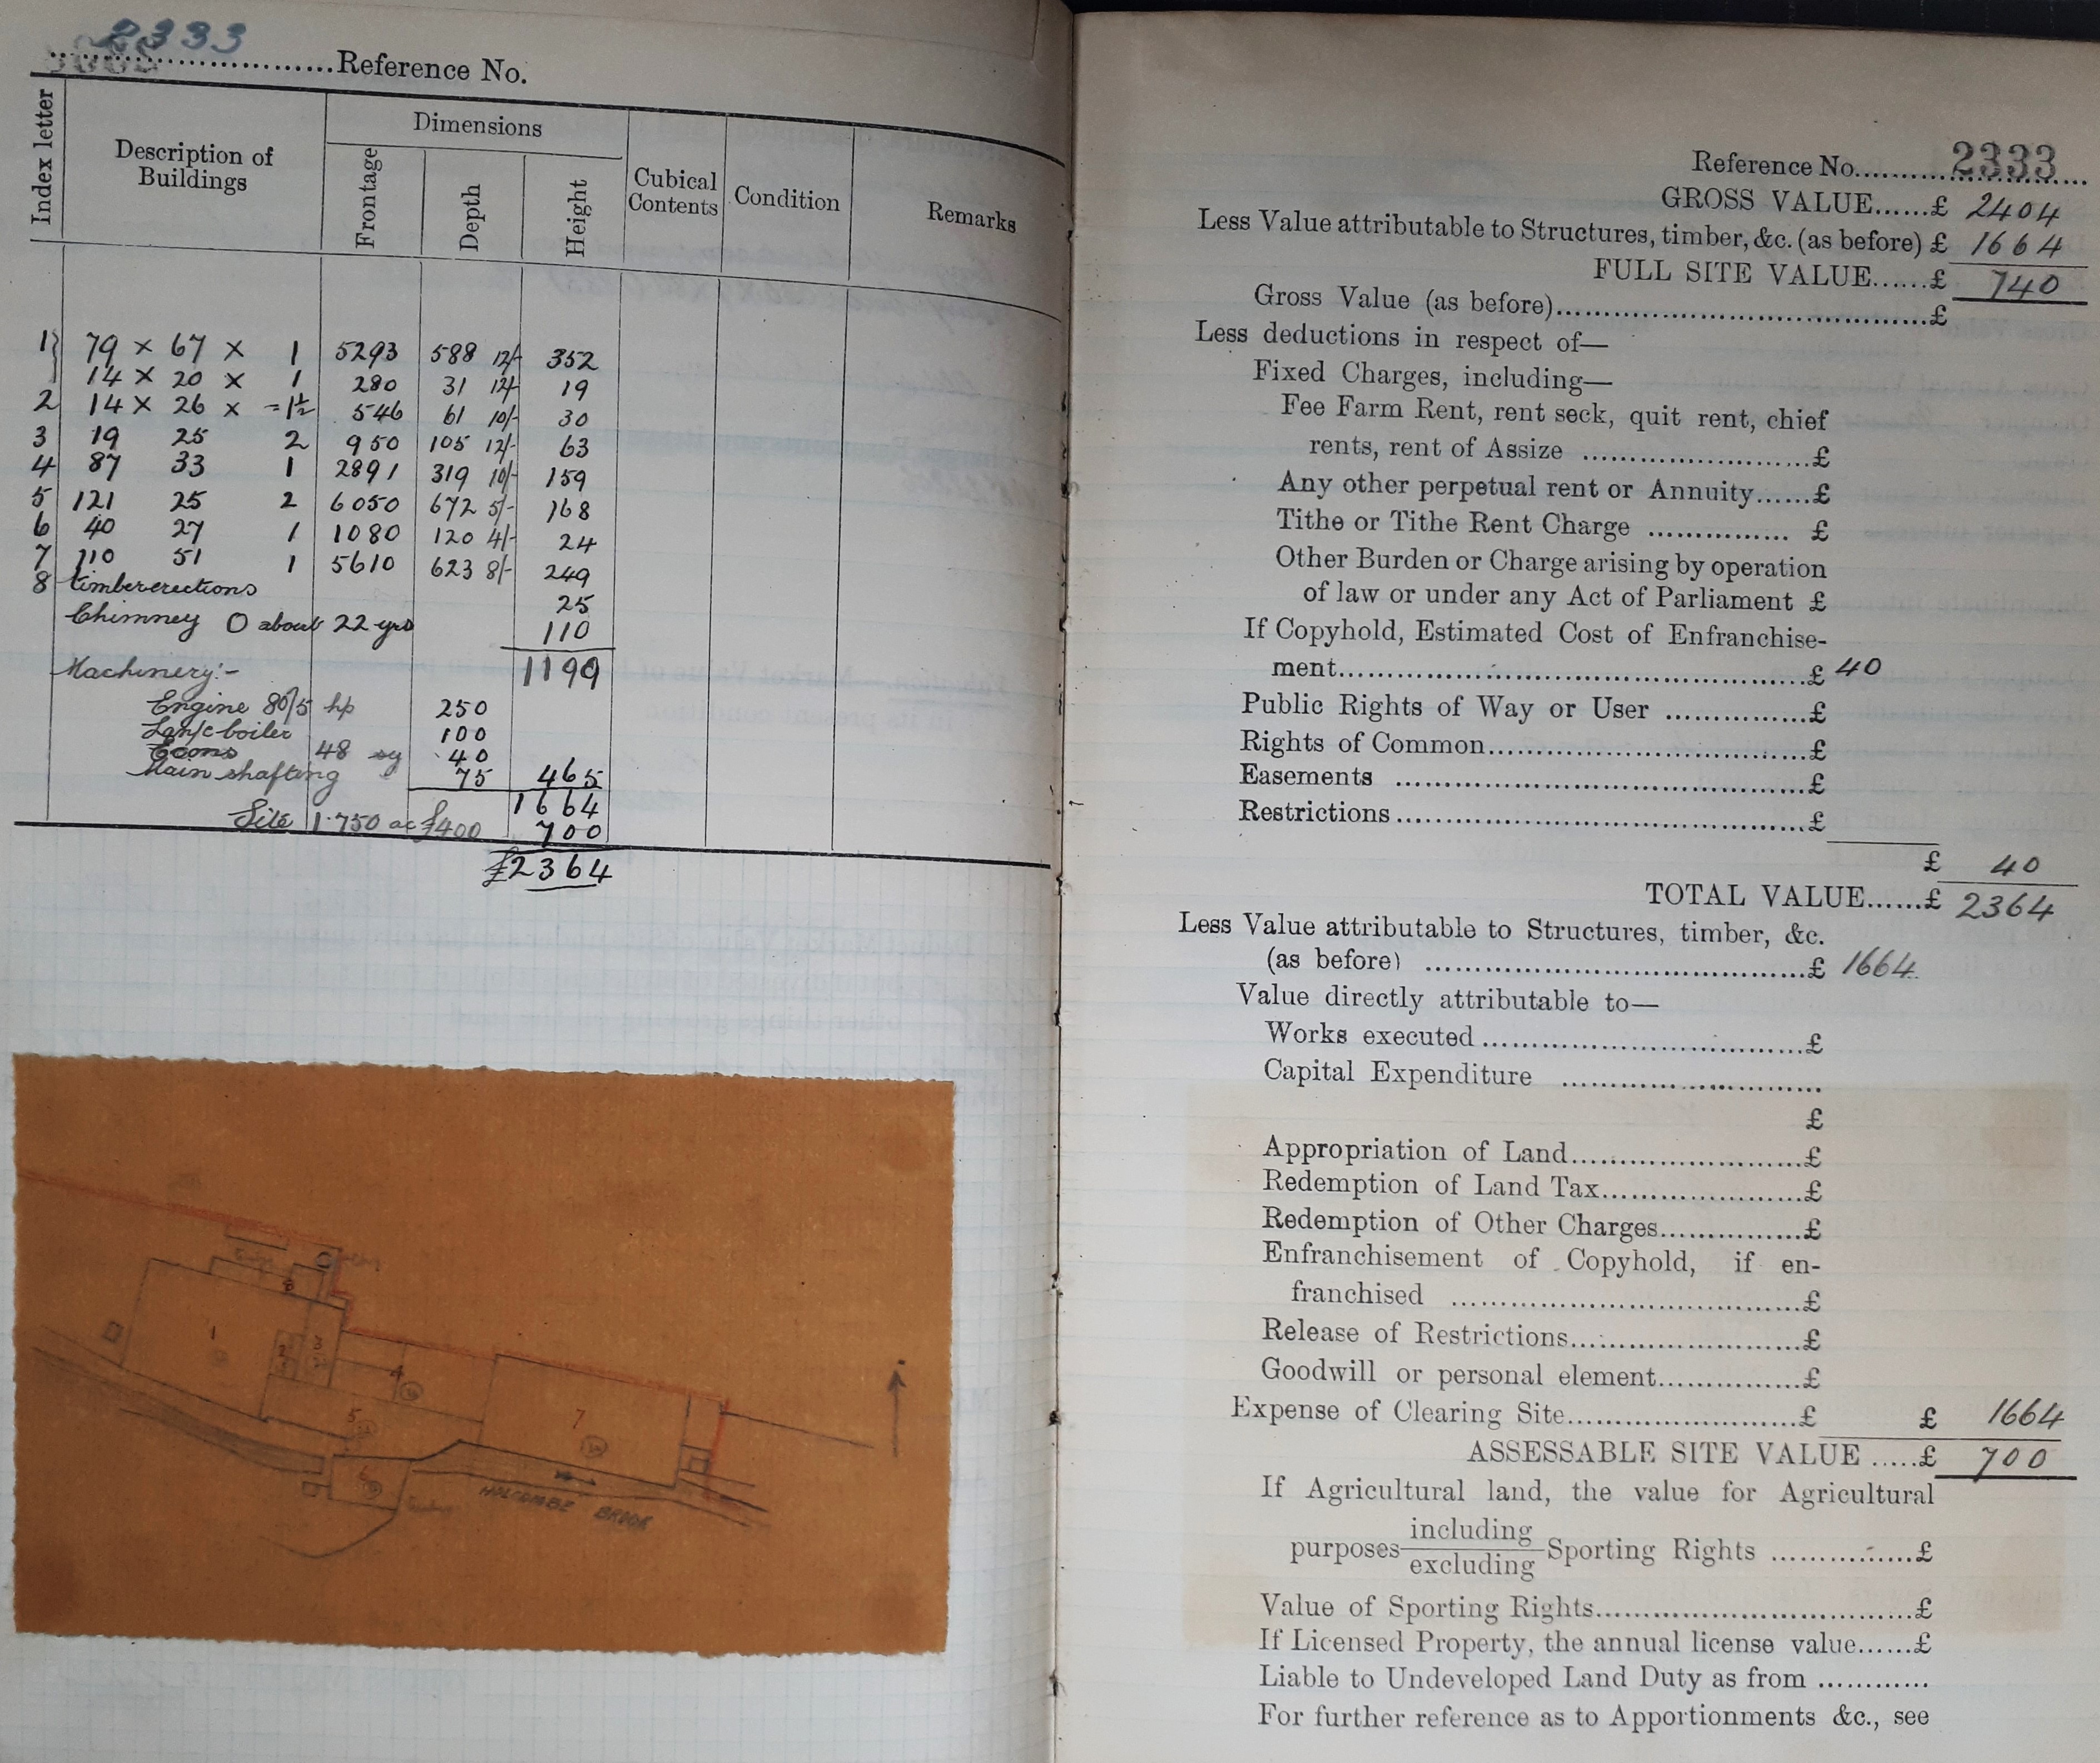 2333
Reference No.
Index letter
Description of Buildings
Dimensions
Frontage
Depth
Height
Cubical Contents
Condition
Remarks
1} 79 × 67 × 1 5293 588 12/- 352
14 × 20 × 1 280 31 12/- 19
2 14 × 26 × =1½ 546 61 10/- 30
3 19 25 2 950 105 12/- 63
4 87 33 1 2891 319 10/- 159
5 121 25 2 6050 672 5/- 168
6 40 27 1 1080 120 4/- 24
7 110 51 1 5610 623 8/- 249
8 timber erections 25
Chimney O about 22 yds 110
1199
Machinery:-
Engine 80/5 hp 250
Lan/c boiler 100
Econs 48 40
Main shafting 75 465
1664
Site 1.750 ac £400 700
£2364
8
1
2
3
4
5
7
6
HOLCOMBE BROOK
Reference No. 2333
GROSS VALUE......£ 2404
Less Value attributable to Structures, timber, &c. (as before) £ 1664
FULL SITE VALUE......£ 740
Gross Value (as before)......£
Less deductions in respect of—
Fixed Charges, including—
Fee Farm Rent, rent seck, quit rent, chief
rents, rent of Assize ......£
Any other perpetual rent or Annuity......£
Tithe or Tithe Rent Charge ...... £
Other Burden or Charge arising by operation
of law or under any Act of Parliament £
If Copyhold, Estimated Cost of Enfranchise-
ment......£ 40
Public Rights of Way or User ......£
Rights of Common......£
Easements ......£
Restrictions......£
£ 40
TOTAL VALUE......£ 2364
Less Value attributable to Structures, timber, &c.
(as before) ......£ 1664
Value directly attributable to—
Works executed......£
Capital Expenditure ......
£
Appropriation of Land......£
Redemption of Land Tax......£
Redemption of Other Charges......£
Enfranchisement of Copyhold, if en-
franchised ......£
Release of Restrictions......£
Goodwill or personal element......£
Expense of Clearing Site......£ £ 1664
ASSESSABLE SITE VALUE .....£ 700
If Agricultural land, the value for Agricultural
including
purposes Sporting Rights ......£
excluding
Value of Sporting Rights......£
If Licensed Property, the annual license value......£
Liable to Undeveloped Land Duty as from ......
For further reference as to Apportionments &c., see